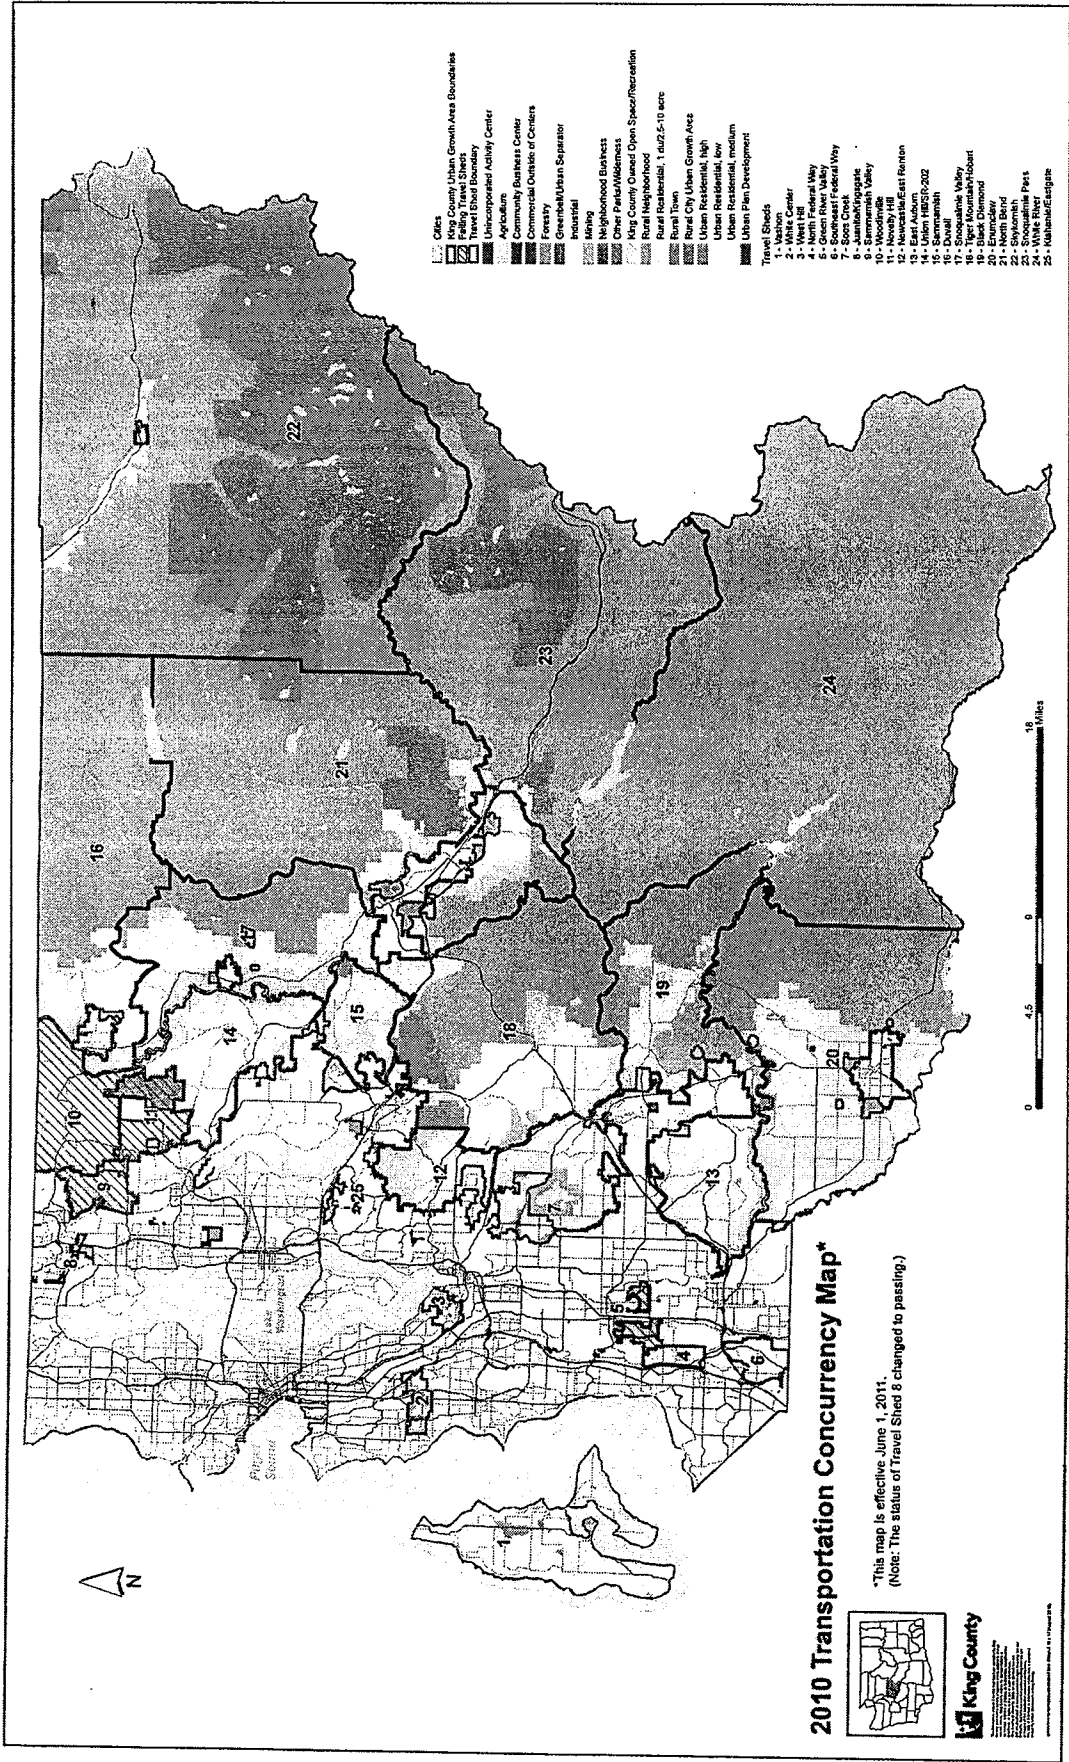 2010 Transportation Concurrency Map*
*This map is effective June 1, 2011.
(Note: The status of Travel Shed 8 changed to passing.)
King County
N
Puget
Sound
Lake
Washington
1
2
3
4
5
6
7
8
9
10
11
12
13
14
15
16
17
18
19
20
21
22
23
24
25
0
4.5
9
18
Miles
Cities
King County Urban Growth Area Boundaries
Failing Travel Sheds
Travel Shed Boundary
Unincorporated Activity Center
Agriculture
Community Business Center
Commercial Outside of Centers
Forestry
Greenbelt/Urban Separator
Industrial
Mining
Neighborhood Business
Other Parks/Wilderness
King County Owned Open Space/Recreation
Rural Neighborhood
Rural Residential, 1 du/2.5-10 acre
Rural Town
Rural City Urban Growth Area
Urban Residential, high
Urban Residential, low
Urban Residential, medium
Urban Plan Development
Travel Sheds
1 - Vashon
2 - White Center
3 - West Hill
4 - North Federal Way
5 - Green River Valley
6 - Southeast Federal Way
7 - Soos Creek
8 - Juanita/Kingsgate
9 - Sammamish Valley
10 - Woodinville
11 - Novelty Hill
12 - Newcastle/East Renton
13 - East Auburn
14 - Union Hill/SR-202
15 - Sammamish
16 - Duvall
17 - Snoqualmie Valley
18 - Tiger Mountain/Hobart
19 - Black Diamond
20 - Enumclaw
21 - North Bend
22 - Skykomish
23 - Snoqualmie Pass
24 - White River
25 - Klahanie/Eastgate